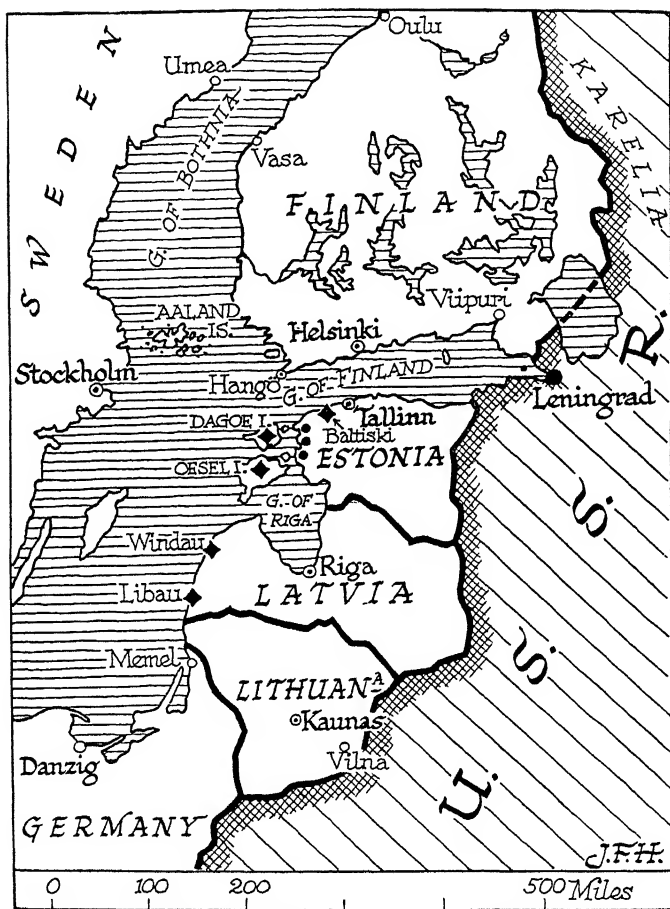 Oulu
Umea
SWEDEN
KARELIA
G. OF BOTHNIA
Vasa
FINLAND
Viipuri
AALAND
IS.
Helsinki
Stockholm
Hango
G. OF FINLAND
Leningrad
DAGOE I.
Tallinn
Baltiski
OESEL I.
ESTONIA
G. OF
RIGA
Windau
Riga
Libau
LATVIA
Memel
LITHUANA
Kaunas
Vilna
Danzig
U. S. S. R.
GERMANY
J.F.H.
0 100 200 500 Miles